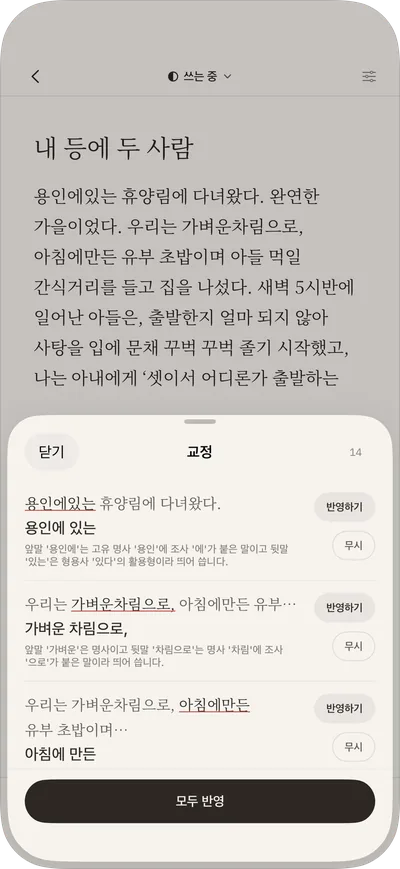 쓰는 중
내 등에 두 사람
용인에있는 휴양림에 다녀왔다. 완연한
가을이었다. 우리는 가벼운차림으로,
아침에만든 유부 초밥이며 아들 먹일
간식거리를 들고 집을 나섰다. 새벽 5시반에
일어난 아들은, 출발한지 얼마 되지 않아
사탕을 입에 문채 꾸벅 꾸벅 졸기 시작했고,
나는 아내에게 ‘셋이서 어디론가 출발하는
닫기
교정
14
용인에있는 휴양림에 다녀왔다.
반영하기
용인에 있는
앞말 '용인에'는 고유 명사 '용인'에 조사 '에'가 붙은 말이고 뒷말
'있는'은 형용사 '있다'의 활용형이라 띄어 씁니다.
무시
우리는 가벼운차림으로, 아침에만든 유부…
반영하기
가벼운 차림으로,
앞말 '가벼운'은 명사이고 뒷말 '차림으로'는 명사 '차림'에 조사
'으로'가 붙은 말이라 띄어 씁니다.
무시
우리는 가벼운차림으로, 아침에만든
유부 초밥이며…
반영하기
아침에 만든
무시
모두 반영